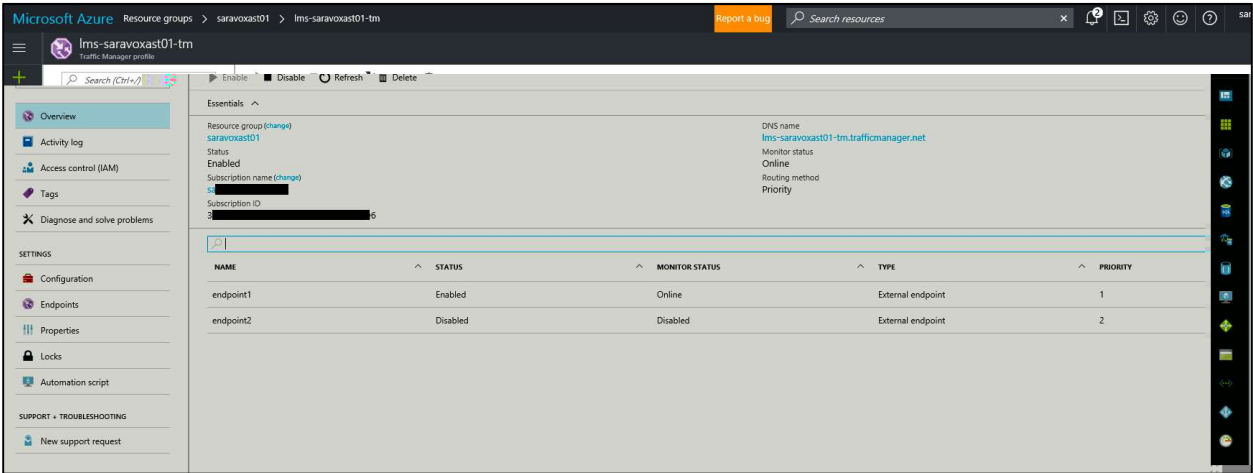 Microsoft Azure Resource groups > saravoxast01 > lms-saravoxast01-tm Report a bug Search resources × 2
lms-saravoxast01-tm
Traffic Manager profile
Search (Ctrl+/) Enable Disable Refresh Delete
Essentials
Overview
Activity log
Access control (IAM)
Tags
Diagnose and solve problems
SETTINGS
Configuration
Endpoints
Properties
Locks
Automation script
SUPPORT + TROUBLESHOOTING
New support request
Resource group (change)
saravoxast01
Status
Enabled
Subscription name (change)
sa
Subscription ID
3 6
DNS name
lms-saravoxast01-tm.trafficmanager.net
Monitor status
Online
Routing method
Priority
NAME STATUS MONITOR STATUS TYPE PRIORITY
endpoint1 Enabled Online External endpoint 1
endpoint2 Disabled Disabled External endpoint 2